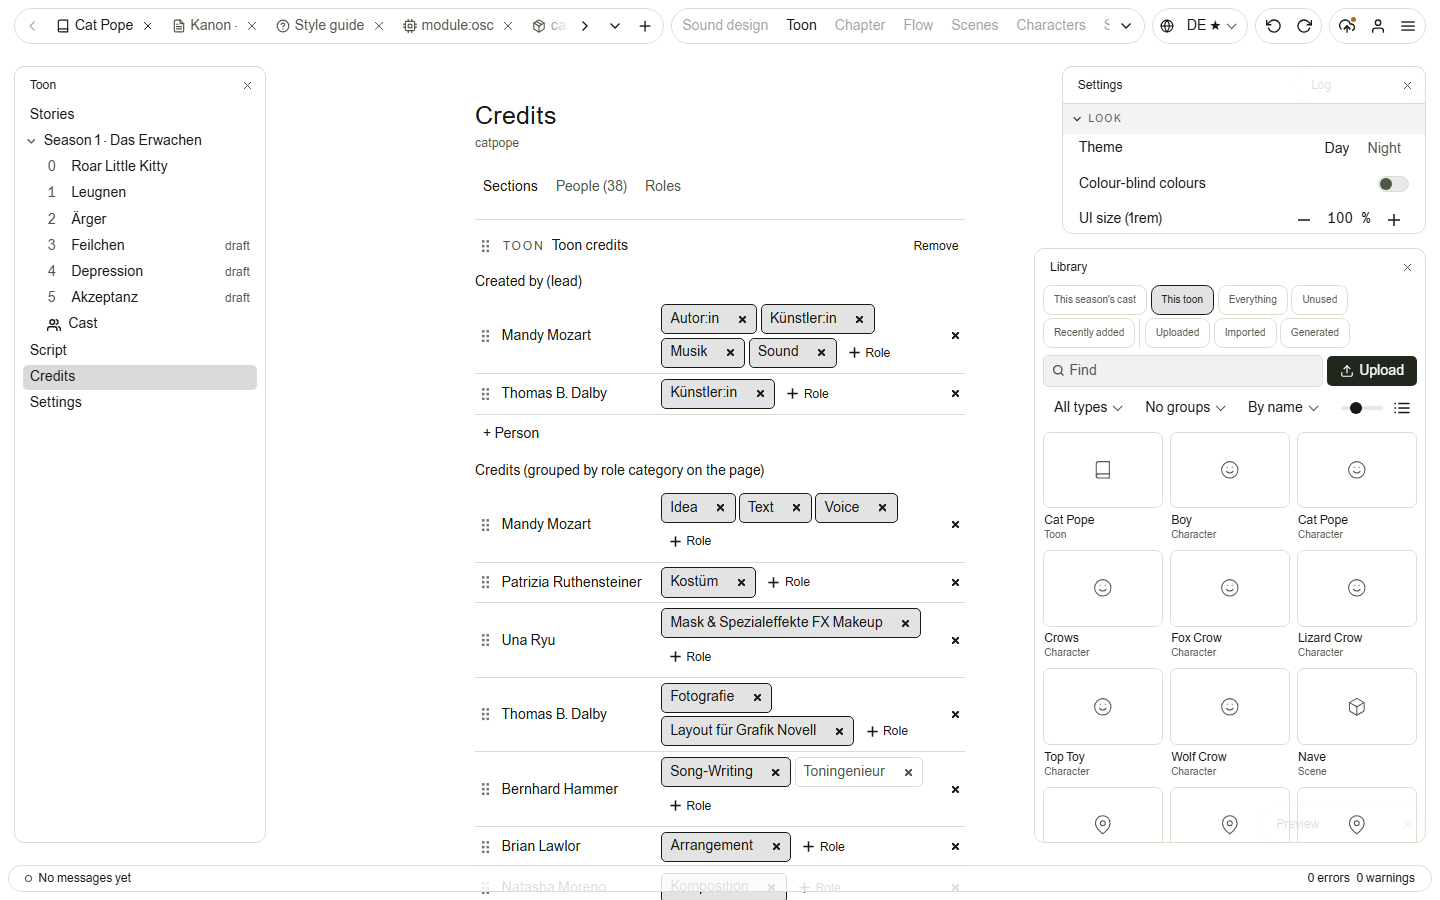 Cat Pope
Kanon ·
Style guide
module:osc
ca
Sound design
Toon
Chapter
Flow
Scenes
Characters
S
DE ★
Toon
Stories
Season 1 · Das Erwachen
0 Roar Little Kitty
1 Leugnen
2 Ärger
3 Feilchen draft
4 Depression draft
5 Akzeptanz draft
Cast
Script
Credits
Settings
Credits
catpope
Sections People (38) Roles
TOON Toon credits Remove
Created by (lead)
Mandy Mozart
Autor:in Künstler:in
Musik Sound + Role
Thomas B. Dalby Künstler:in + Role
+ Person
Credits (grouped by role category on the page)
Mandy Mozart
Idea Text Voice
+ Role
Patrizia Ruthensteiner Kostüm + Role
Una Ryu
Mask & Spezialeffekte FX Makeup
+ Role
Thomas B. Dalby
Fotografie
Layout für Grafik Novell + Role
Bernhard Hammer
Song-Writing Toningenieur
+ Role
Brian Lawlor Arrangement + Role
Natasha Moreno Komposition + Role
Settings Log
LOOK
Theme Day Night
Colour-blind colours
UI size (1rem) — 100 % +
Library
This season's cast This toon Everything Unused
Recently added Uploaded Imported Generated
Find Upload
All types No groups By name
Cat Pope Boy Cat Pope
Toon Character Character
Crows Fox Crow Lizard Crow
Character Character Character
Top Toy Wolf Crow Nave
Character Character Scene
Preview
No messages yet
0 errors 0 warnings